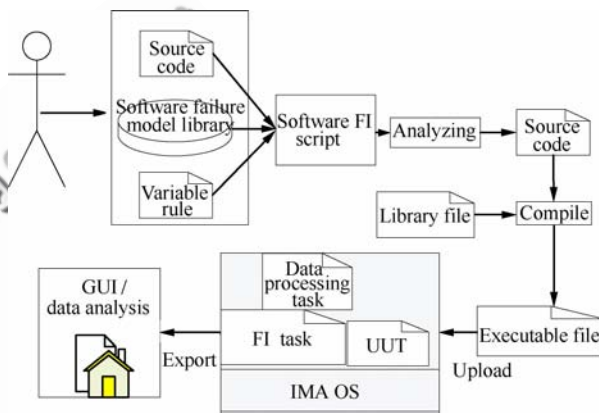 Source
code
Software failure
model library
Variable
rule
Software FI
script
Analyzing
Source
code
Library file
Compile
Executable file
Upload
Data
processing
task
FI task
UUT
IMA OS
Export
GUI /
data analysis